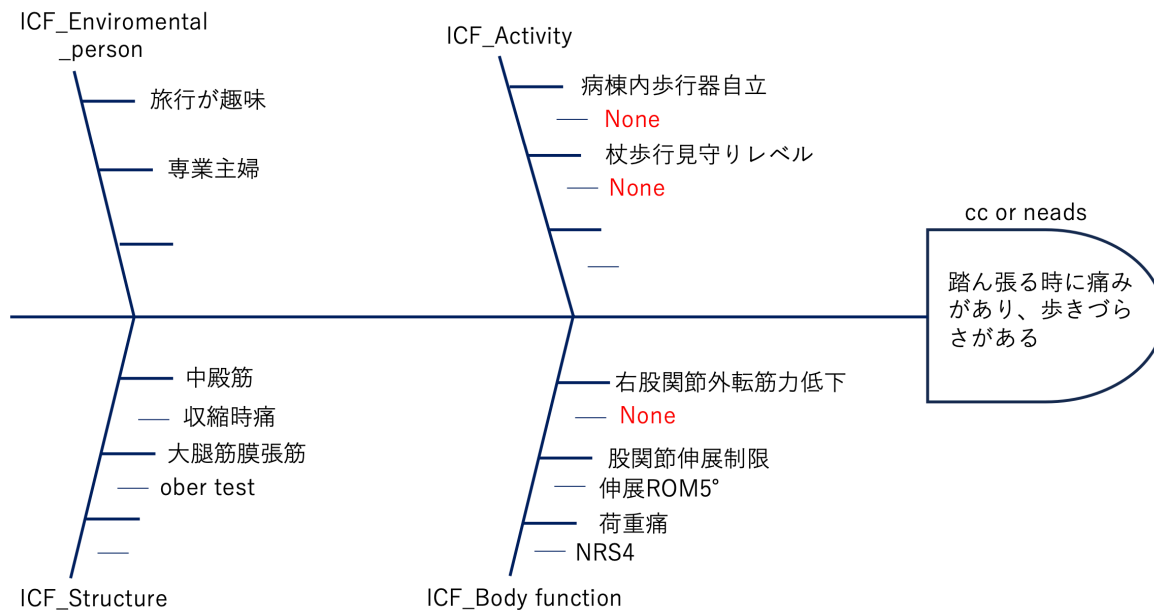 ICF_Enviromental
_person
旅行が趣味
専業主婦
ICF_Activity
病棟内歩行器自立
None
杖歩行見守りレベル
None
cc or neads
踏ん張る時に痛み
があり、歩きづら
さがある
中殿筋
収縮時痛
大腿筋膜張筋
ober test
ICF_Structure
右股関節外転筋力低下
None
股関節伸展制限
伸展ROM5°
荷重痛
NRS4
ICF_Body function